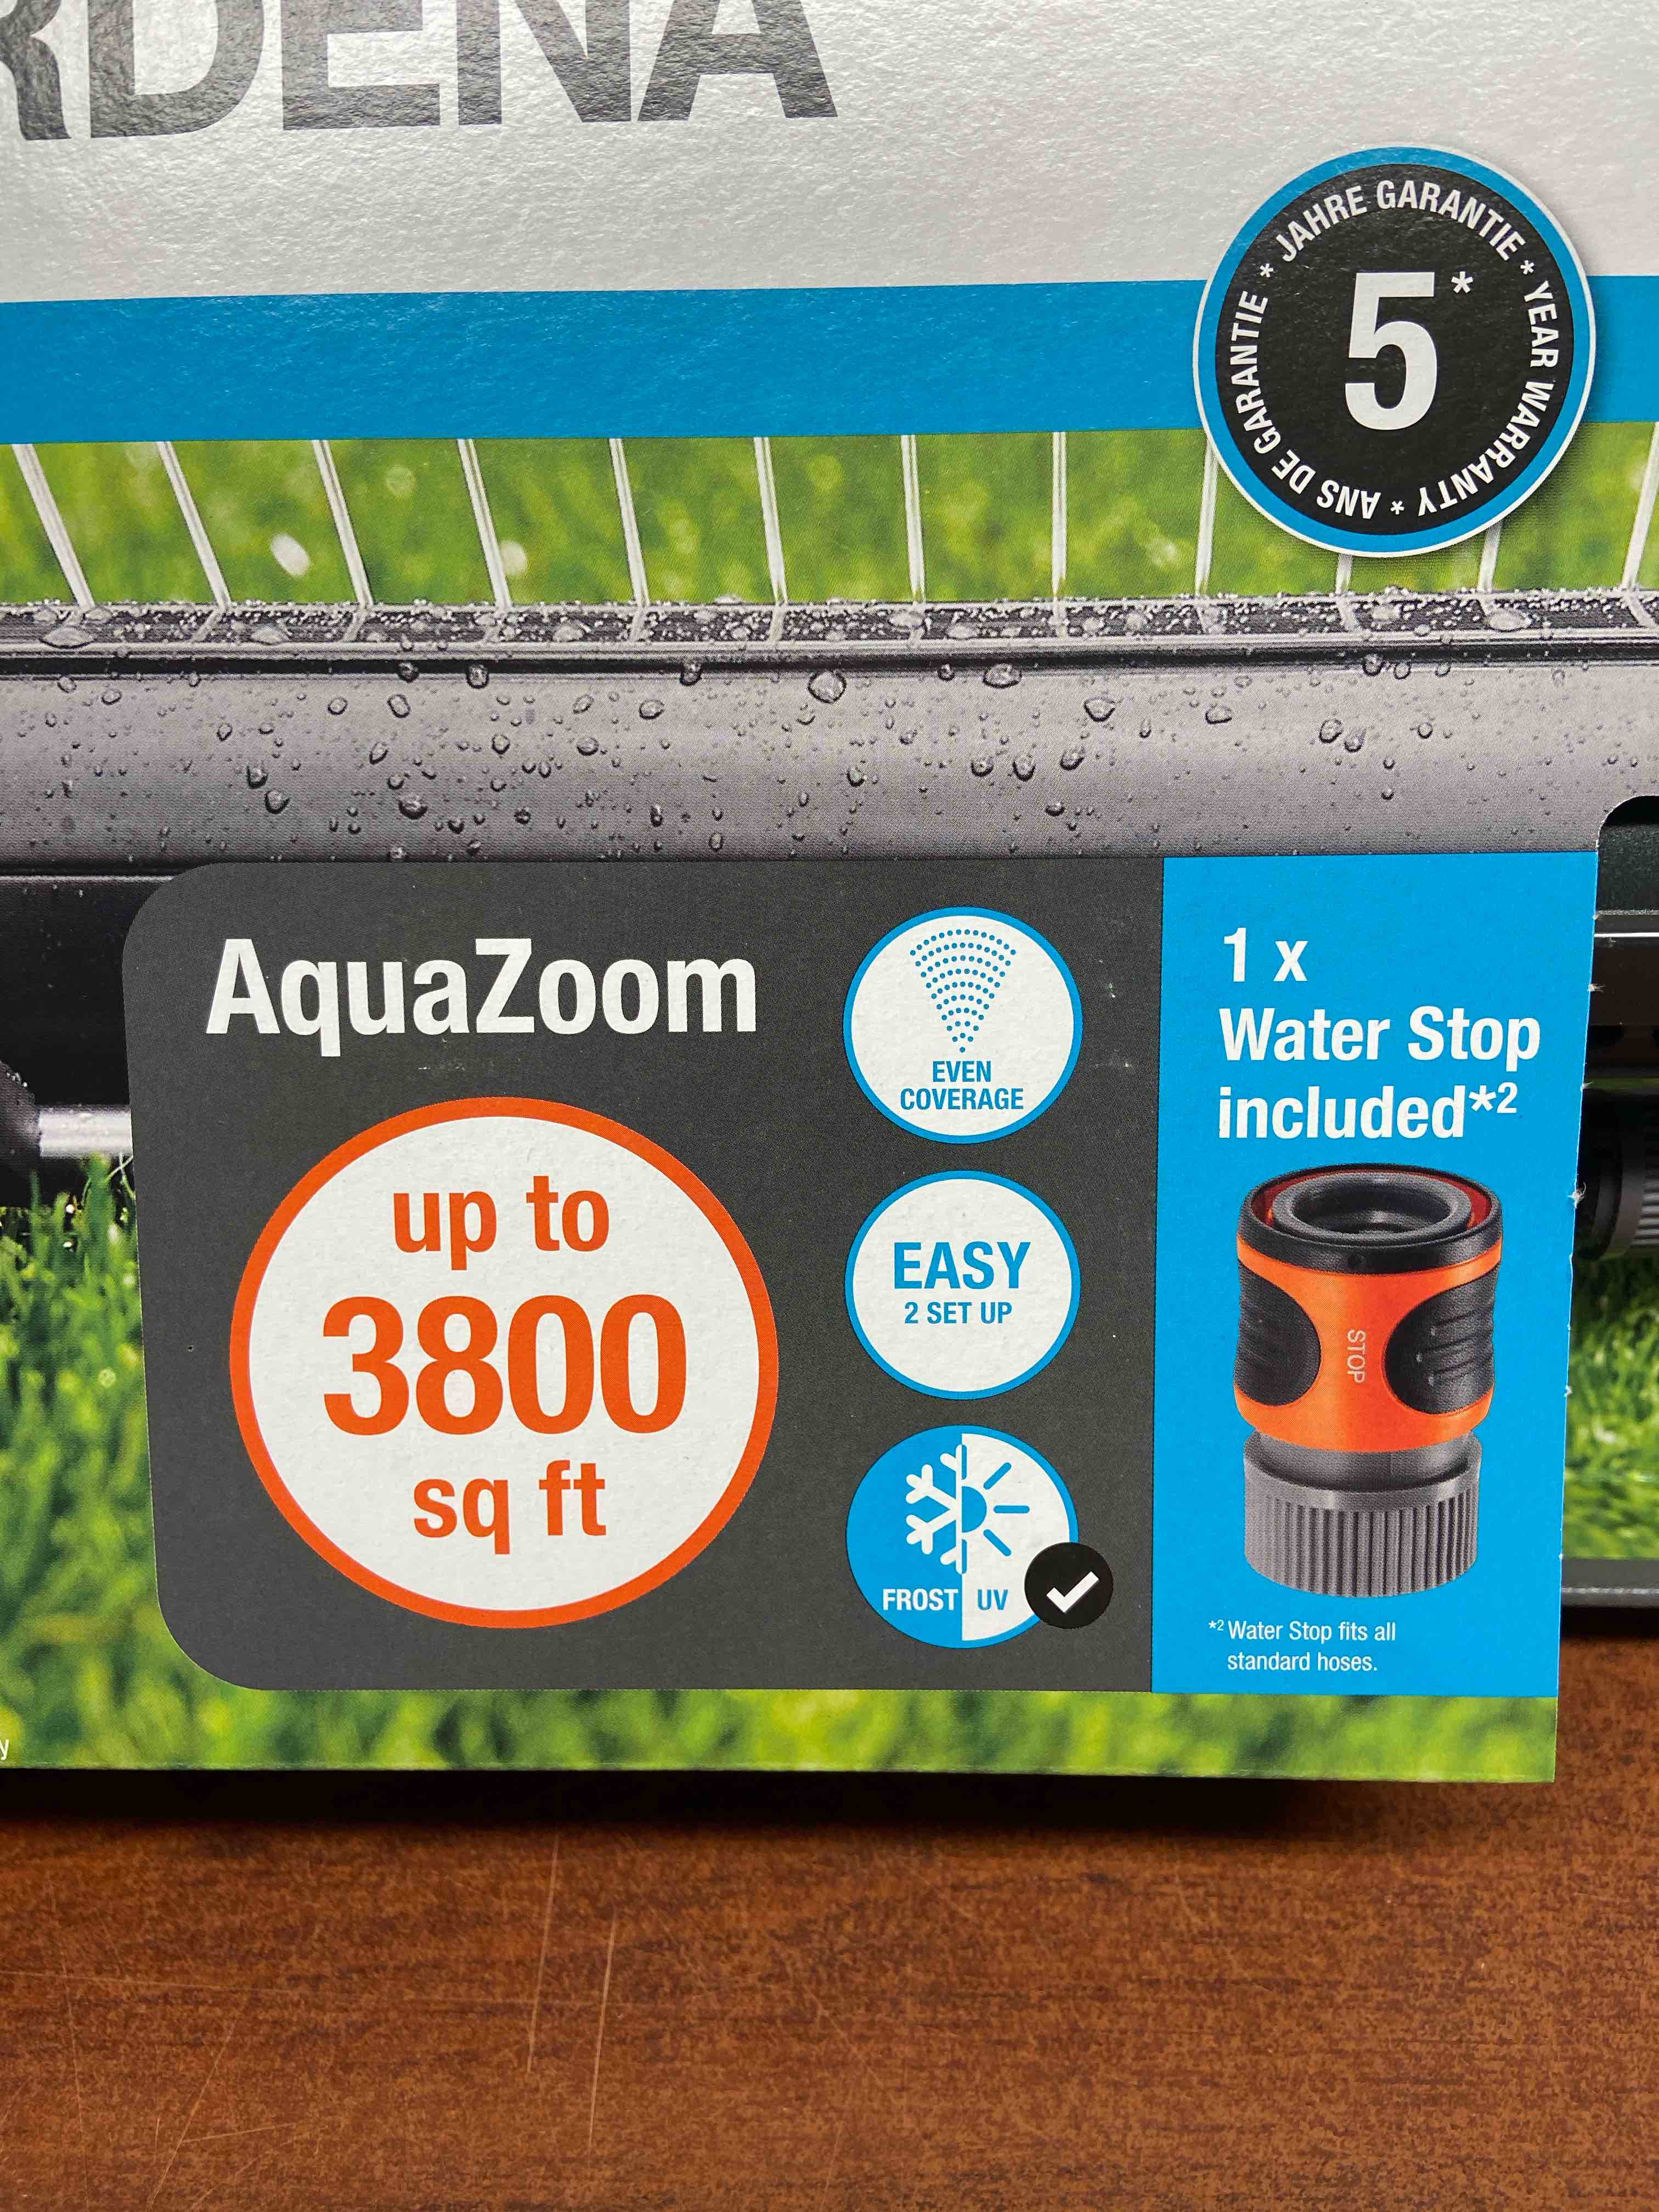 RDENA
* JAHRE GARANTIE * YEAR WARRANTY * ANS DE GARANTIE
5*
AquaZoom
up to
3800
sq ft
EVEN
COVERAGE
EASY
2 SET UP
FROST UV
1 x
Water Stop
included*2
STOP
*2 Water Stop fits all
standard hoses.
y